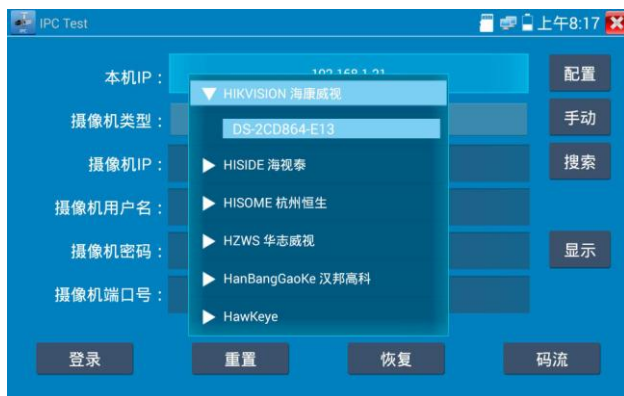 IPC Test 上午8:17
本机IP： 192.168.1.21 配置
HIKVISION 海康威视
摄像机类型： 手动
DS-2CD864-E13
摄像机IP： HISIDE 海视泰 搜索
摄像机用户名： HISOME 杭州恒生
摄像机密码： HZWS 华志威视 显示
HanBangGaoKe 汉邦高科
摄像机端口号：
HawKeye
登录 重置 恢复 码流